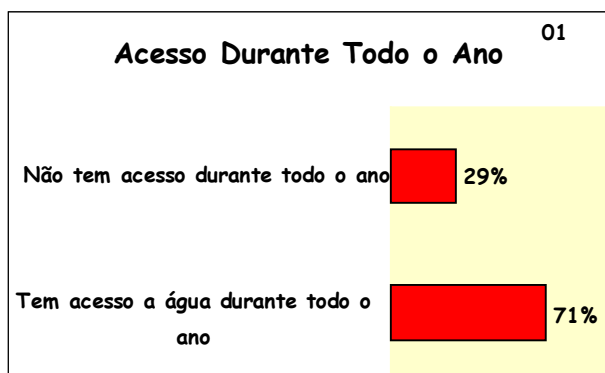 01
Acesso Durante Todo o Ano
Não tem acesso durante todo o ano
29%
Tem acesso a água durante todo o
ano
71%